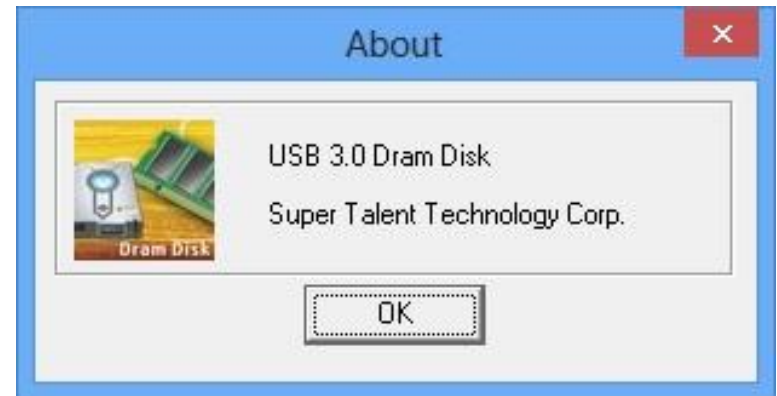 About
USB 3.0 Dram Disk
Super Talent Technology Corp.
Dram Disk
OK